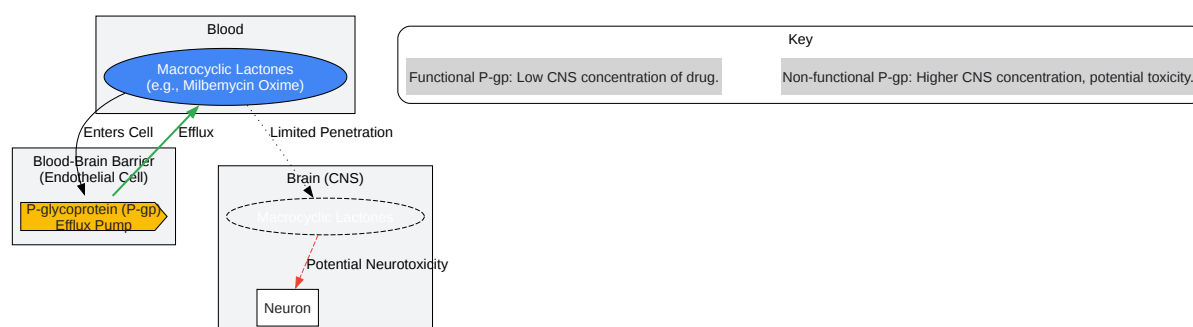 Blood
Macrocyclic Lactones
(e.g., Milbemycin Oxime)
Key
Functional P-gp: Low CNS concentration of drug.
Non-functional P-gp: Higher CNS concentration, potential toxicity.
Enters Cell
Efflux
Limited Penetration
Blood-Brain Barrier
(Endothelial Cell)
P-glycoprotein (P-gp)
Efflux Pump
Brain (CNS)
Macrocyclic Lactones
Potential Neurotoxicity
Neuron